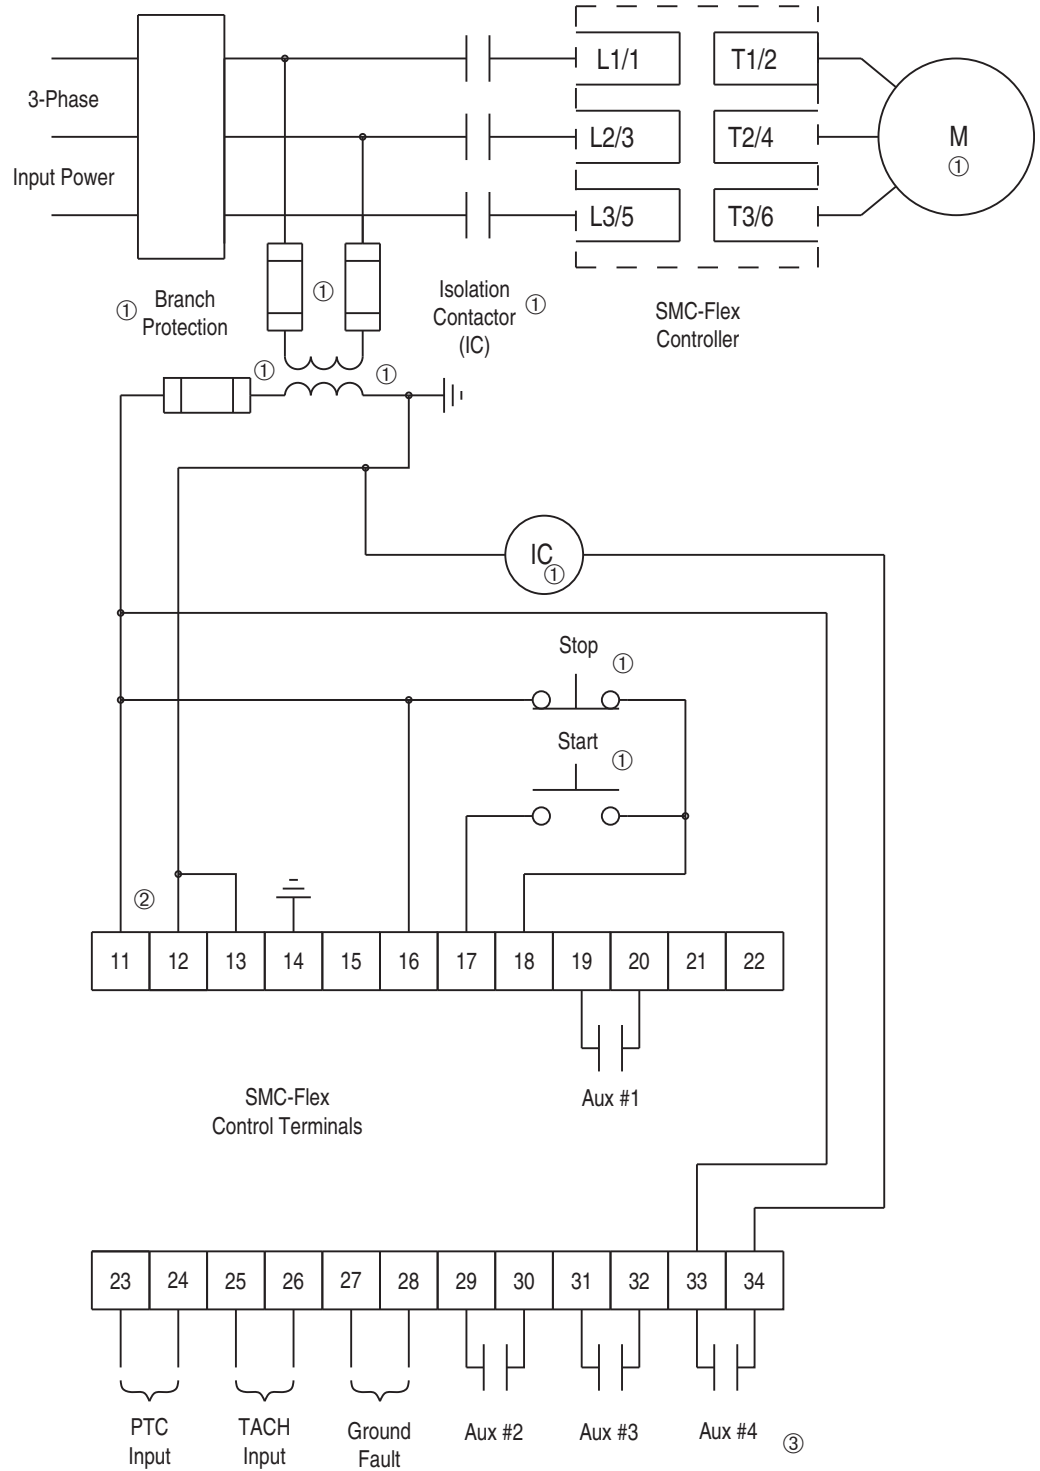 3-Phase
Input Power
L1/1
T1/2
L2/3
T2/4
L3/5
T3/6
M
①
① Branch
Protection
①
Isolation
Contactor ①
(IC)
SMC-Flex
Controller
①
①
IC
①
Stop ①
Start ①
②
11 12 13 14 15 16 17 18 19 20 21 22
Aux #1
SMC-Flex
Control Terminals
23 24 25 26 27 28 29 30 31 32 33 34
PTC
Input
TACH
Input
Ground
Fault
Aux #2
Aux #3
Aux #4 ③